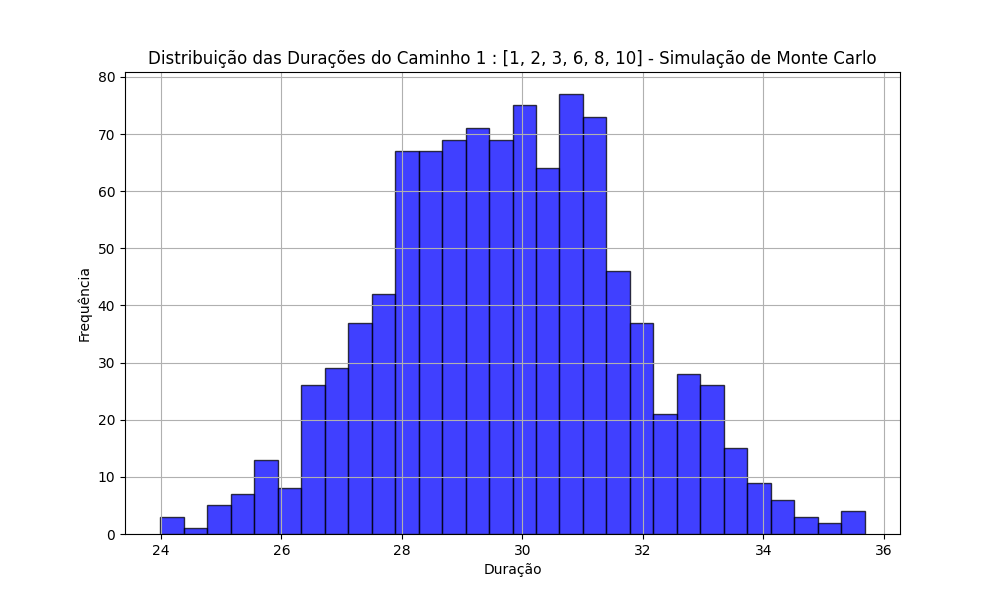 Distribuição das Durações do Caminho 1 : [1, 2, 3, 6, 8, 10] - Simulação de Monte Carlo
80
70
60
50
40
30
20
10
0
Frequência
24 26 28 30 32 34 36
Duração